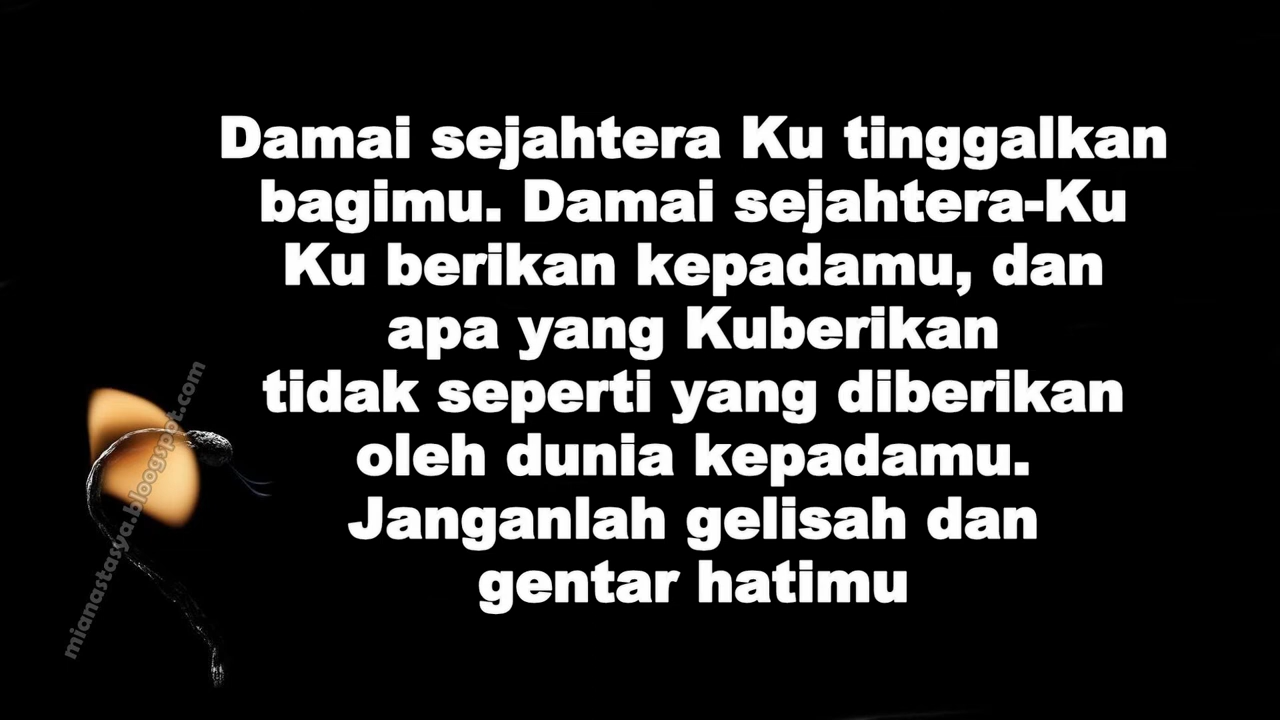 Damai sejahtera Ku tinggalkan
bagimu. Damai sejahtera-Ku
Ku berikan kepadamu, dan
apa yang Kuberikan
tidak seperti yang diberikan
oleh dunia kepadamu.
Janganlah gelisah dan
gentar hatimu
mianastasya.bloogspot.com